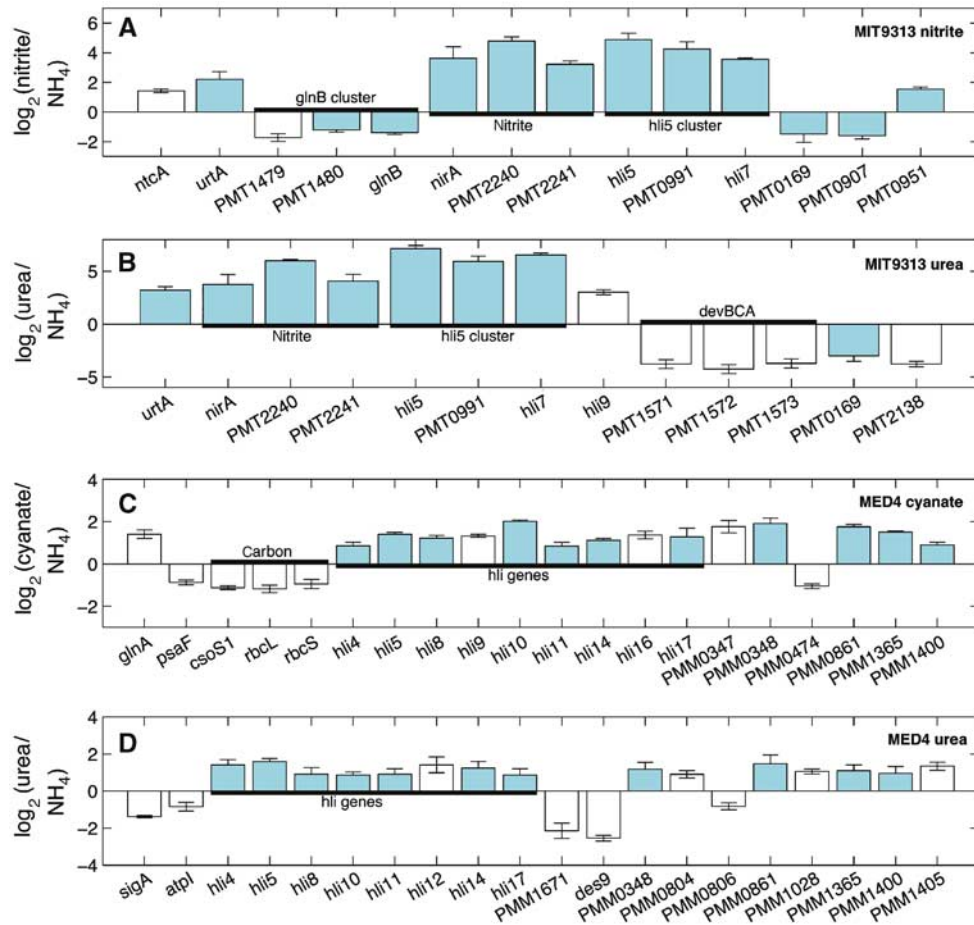 A
MIT9313 nitrite
log2(nitrite/
NH4)
6
4
2
0
−2
glnB cluster
Nitrite
hli5 cluster
ntcA urtA PMT1479 PMT1480 glnB nirA PMT2240 PMT2241 hli5 PMT0991 hli7 PMT0169 PMT0907 PMT0951
B
MIT9313 urea
log2(urea/
NH4)
5
0
−5
devBCA
Nitrite
hli5 cluster
urtA nirA PMT2240 PMT2241 hli5 PMT0991 hli7 hli9 PMT1571 PMT1572 PMT1573 PMT0169 PMT2138
C
MED4 cyanate
log2(cyanate/
NH4)
4
2
0
−2
Carbon
hli genes
glnA psaF csoS1 rbcL rbcS hli4 hli5 hli8 hli9 hli10 hli11 hli14 hli16 hli17 PMM0347 PMM0348 PMM0474 PMM0861 PMM1365 PMM1400
D
MED4 urea
log2(urea/
NH4)
4
2
0
−2
−4
hli genes
sigA atpI hli4 hli5 hli8 hli10 hli11 hli12 hli14 hli17 PMM1671 des9 PMM0348 PMM0804 PMM0806 PMM0861 PMM1028 PMM1365 PMM1400 PMM1405